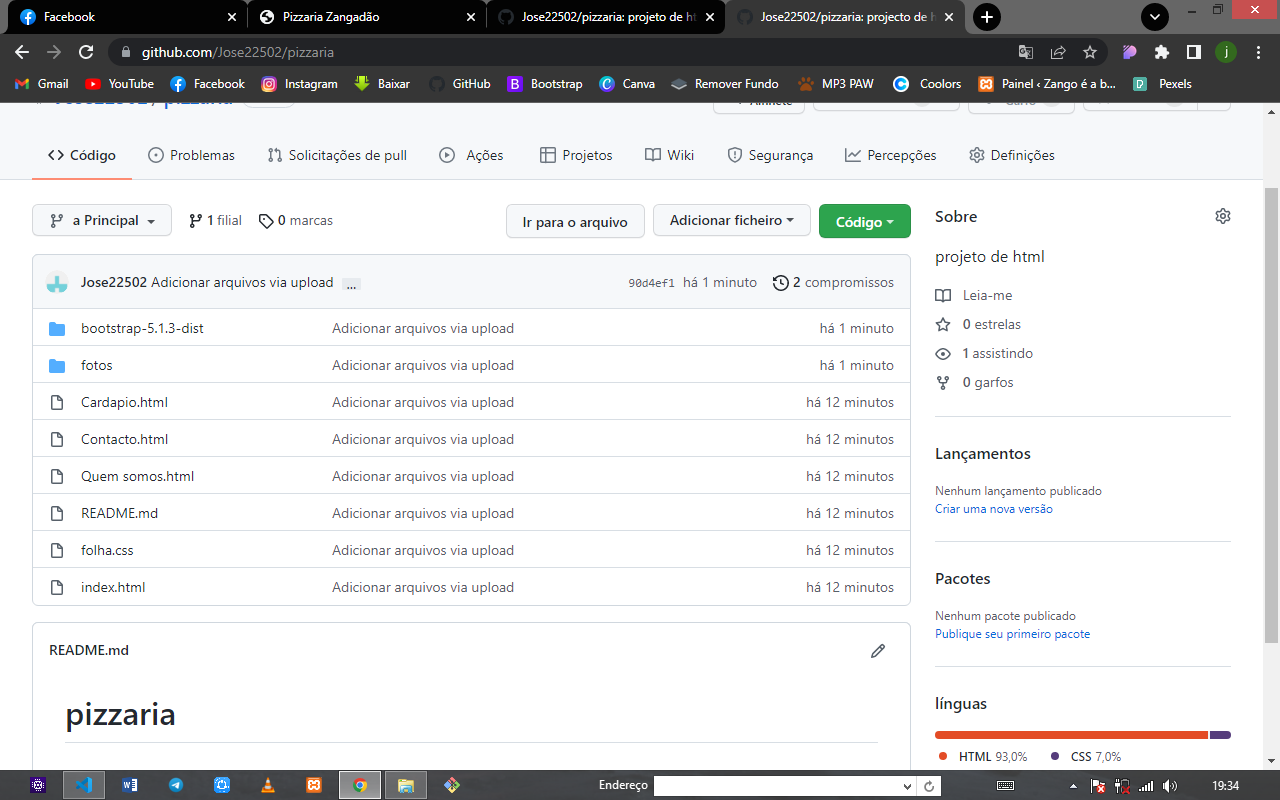 Facebook
Pizzaria Zangadão
Jose22502/pizzaria: projeto de ht
Jose22502/pizzaria: projecto de h
github.com/Jose22502/pizzaria
j
Gmail
YouTube
Facebook
Instagram
Baixar
GitHub
Bootstrap
Canva
Remover Fundo
MP3 PAW
Coolors
Painel ‹ Zango é a b...
Pexels
Código
Problemas
Solicitações de pull
Ações
Projetos
Wiki
Segurança
Percepções
Definições
a Principal
1 filial
0 marcas
Ir para o arquivo
Adicionar ficheiro
Código
Jose22502 Adicionar arquivos via upload ...
90d4ef1 há 1 minuto
2 compromissos
bootstrap-5.1.3-dist Adicionar arquivos via upload há 1 minuto
fotos Adicionar arquivos via upload há 1 minuto
Cardapio.html Adicionar arquivos via upload há 12 minutos
Contacto.html Adicionar arquivos via upload há 12 minutos
Quem somos.html Adicionar arquivos via upload há 12 minutos
README.md Adicionar arquivos via upload há 12 minutos
folha.css Adicionar arquivos via upload há 12 minutos
index.html Adicionar arquivos via upload há 12 minutos
README.md
pizzaria
Sobre
projeto de html
Leia-me
0 estrelas
1 assistindo
0 garfos
Lançamentos
Nenhum lançamento publicado
Criar uma nova versão
Pacotes
Nenhum pacote publicado
Publique seu primeiro pacote
línguas
HTML 93,0%
CSS 7,0%
Endereço
19:34